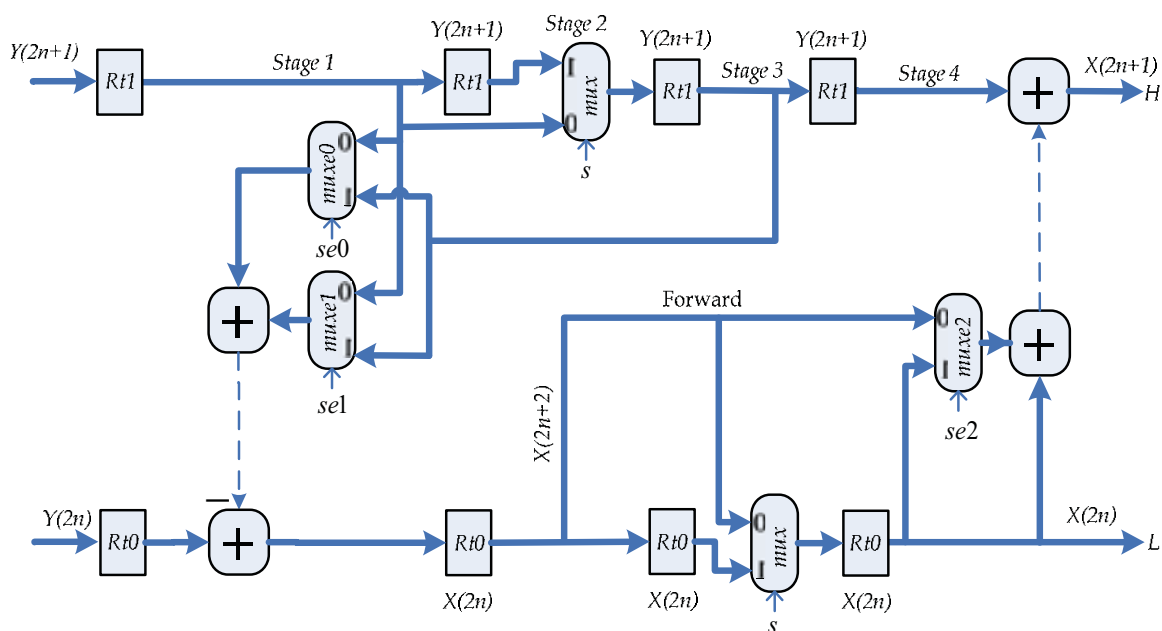 Y(2n+1)
Rt1
Stage 1
Y(2n+1)
Rt1
Stage 2
1
0
mux
s
Y(2n+1)
Rt1
Stage 3
Y(2n+1)
Rt1
Stage 4
+
X(2n+1)
H
0
1
muxe0
se0
0
1
muxe1
se1
+
Forward
X(2n+2)
0
1
muxe2
se2
+
Y(2n)
Rt0
−
+
Rt0
X(2n)
Rt0
X(2n)
0
1
mux
s
Rt0
X(2n)
X(2n)
L